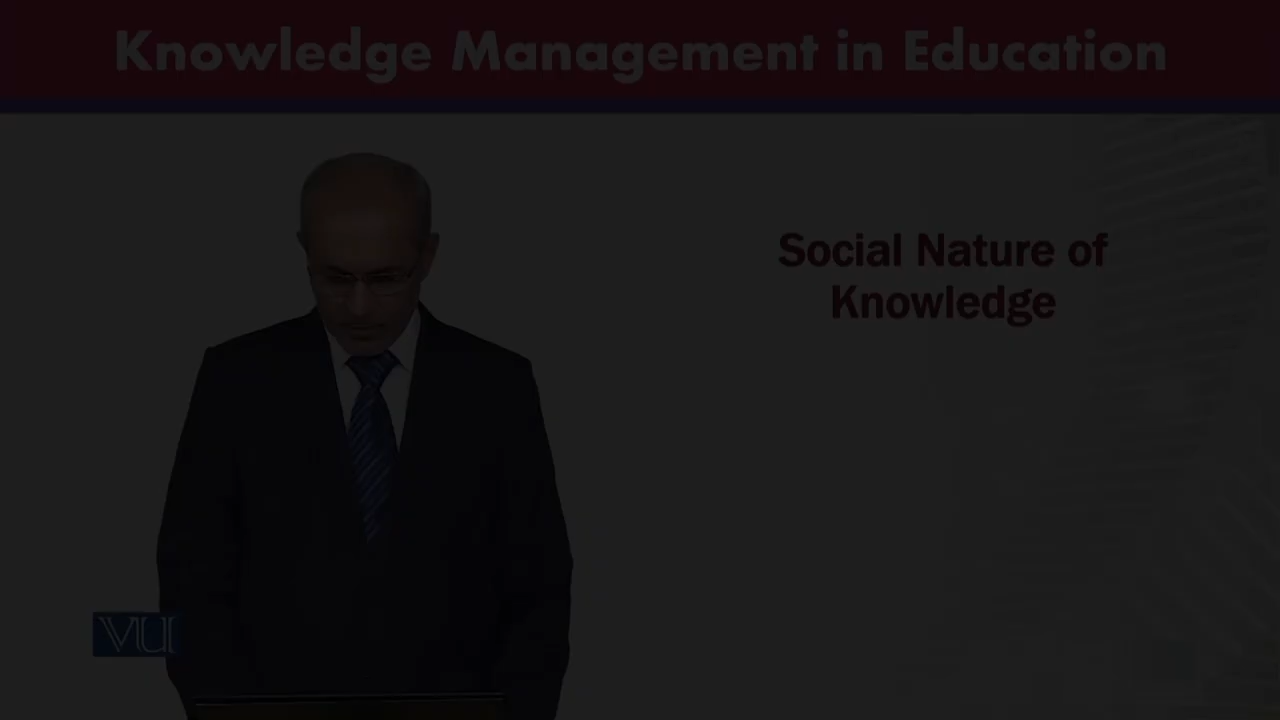 Knowledge Management in Education
Social Nature of
Knowledge
VU